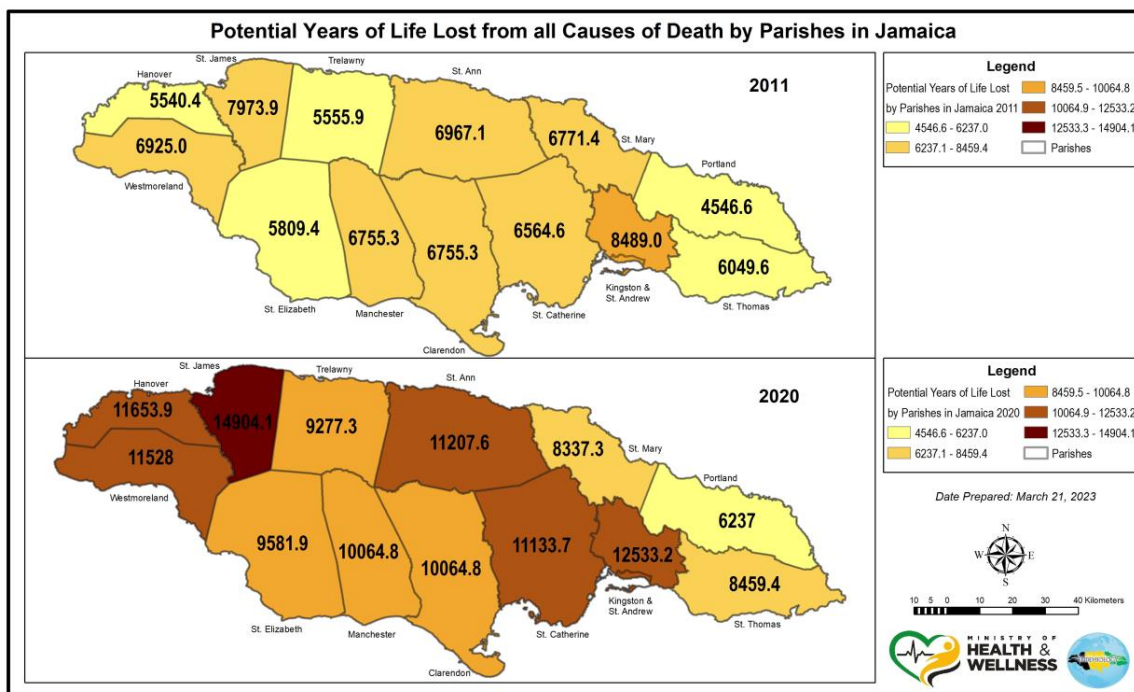 Potential Years of Life Lost from all Causes of Death by Parishes in Jamaica
2011
Hanover
St. James
Trelawny
St. Ann
St. Mary
Portland
Westmoreland
St. Elizabeth
Manchester
Clarendon
St. Catherine
Kingston &
St. Andrew
St. Thomas
5540.4
7973.9
5555.9
6967.1
6771.4
6925.0
5809.4
6755.3
6755.3
6564.6
8489.0
4546.6
6049.6
Legend
Potential Years of Life Lost
by Parishes in Jamaica 2011
4546.6 - 6237.0
6237.1 - 8459.4
8459.5 - 10064.8
10064.9 - 12533.2
12533.3 - 14904.1
Parishes
2020
Hanover
St. James
Trelawny
St. Ann
St. Mary
Portland
Westmoreland
St. Elizabeth
Manchester
Clarendon
St. Catherine
Kingston &
St. Andrew
St. Thomas
11653.9
14904.1
9277.3
11207.6
8337.3
11528
9581.9
10064.8
10064.8
11133.7
12533.2
6237
8459.4
Legend
Potential Years of Life Lost
by Parishes in Jamaica 2020
4546.6 - 6237.0
6237.1 - 8459.4
8459.5 - 10064.8
10064.9 - 12533.2
12533.3 - 14904.1
Parishes
Date Prepared: March 21, 2023
N
W
E
S
10 5 0 10 20 30 40 Kilometers
MINISTRY OF
HEALTH &
WELLNESS